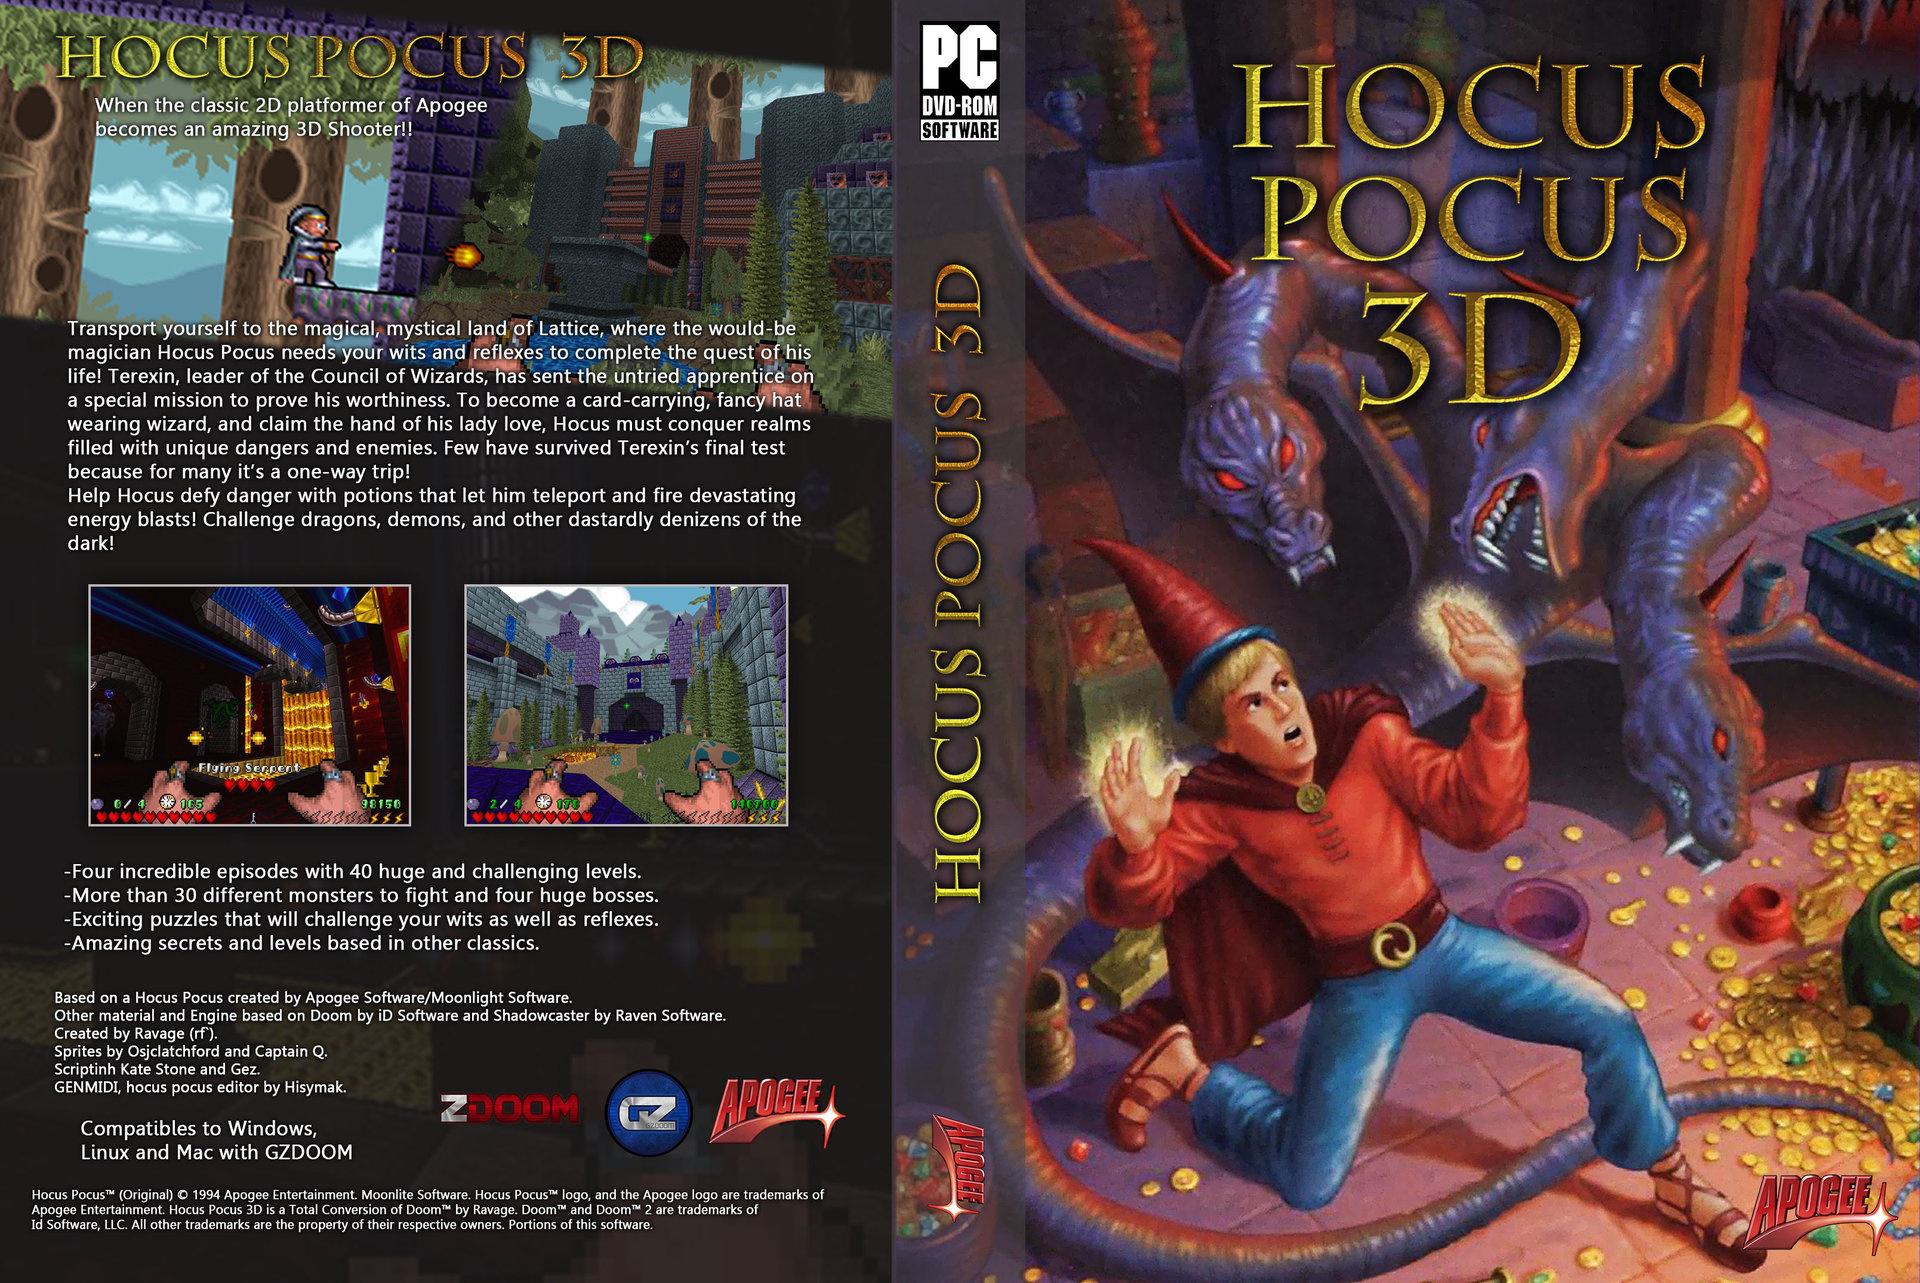 HOCUS POCUS 3D
When the classic 2D platformer of Apogee
becomes an amazing 3D Shooter!!
Transport yourself to the magical, mystical land of Lattice, where the would-be
magician Hocus Pocus needs your wits and reflexes to complete the quest of his
life! Terexin, leader of the Council of Wizards, has sent the untried apprentice on
a special mission to prove his worthiness. To become a card-carrying, fancy hat
wearing wizard, and claim the hand of his lady love, Hocus must conquer realms
filled with unique dangers and enemies. Few have survived Terexin's final test
because for many it's a one-way trip!
Help Hocus defy danger with potions that let him teleport and fire devastating
energy blasts! Challenge dragons, demons, and other dastardly denizens of the
dark!
Flying Serpent
0/ 4 165 98150
2/ 4 178
-Four incredible episodes with 40 huge and challenging levels.
-More than 30 different monsters to fight and four huge bosses.
-Exciting puzzles that will challenge your wits as well as reflexes.
-Amazing secrets and levels based in other classics.
Based on a Hocus Pocus created by Apogee Software/Moonlight Software.
Other material and Engine based on Doom by iD Software and Shadowcaster by Raven Software.
Created by Ravage (rf`).
Sprites by Osjclatchford and Captain Q.
Scriptinh Kate Stone and Gez.
GENMIDI, hocus pocus editor by Hisymak.
Compatibles to Windows,
Linux and Mac with GZDOOM
ZDOOM
GZ
GZDOOM
APOGEE
Hocus Pocus™ (Original) © 1994 Apogee Entertainment. Moonlite Software. Hocus Pocus™ logo, and the Apogee logo are trademarks of
Apogee Entertainment. Hocus Pocus 3D is a Total Conversion of Doom™ by Ravage. Doom™ and Doom™ 2 are trademarks of
Id Software, LLC. All other trademarks are the property of their respective owners. Portions of this software.
PC
DVD-ROM
SOFTWARE
HOCUS POCUS 3D
APOGEE
HOCUS
POCUS
3D
APOGEE